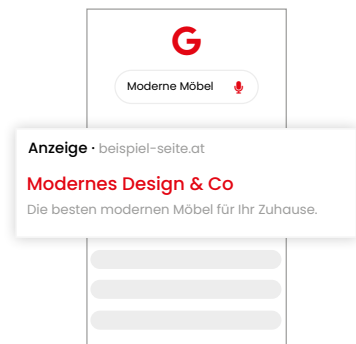 G
Moderne Möbel
Anzeige · beispiel-seite.at
Modernes Design & Co
Die besten modernen Möbel für Ihr Zuhause.